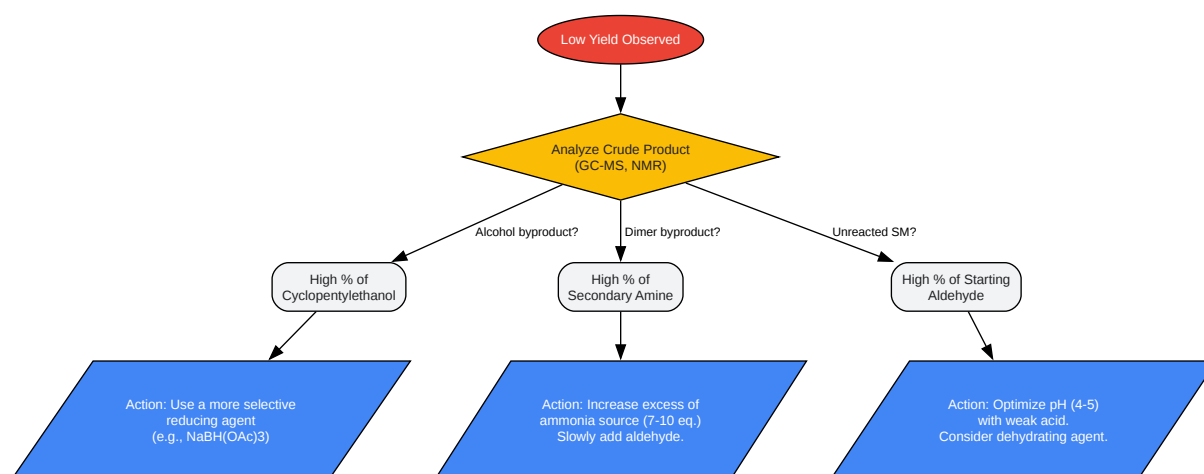 Low Yield Observed
Analyze Crude Product
(GC-MS, NMR)
Alcohol byproduct?
Dimer byproduct?
Unreacted SM?
High % of
Cyclopentylethanol
High % of
Secondary Amine
High % of Starting
Aldehyde
Action: Use a more selective
reducing agent
(e.g., NaBH(OAc)3)
Action: Increase excess of
ammonia source (7-10 eq.)
Slowly add aldehyde.
Action: Optimize pH (4-5)
with weak acid.
Consider dehydrating agent.